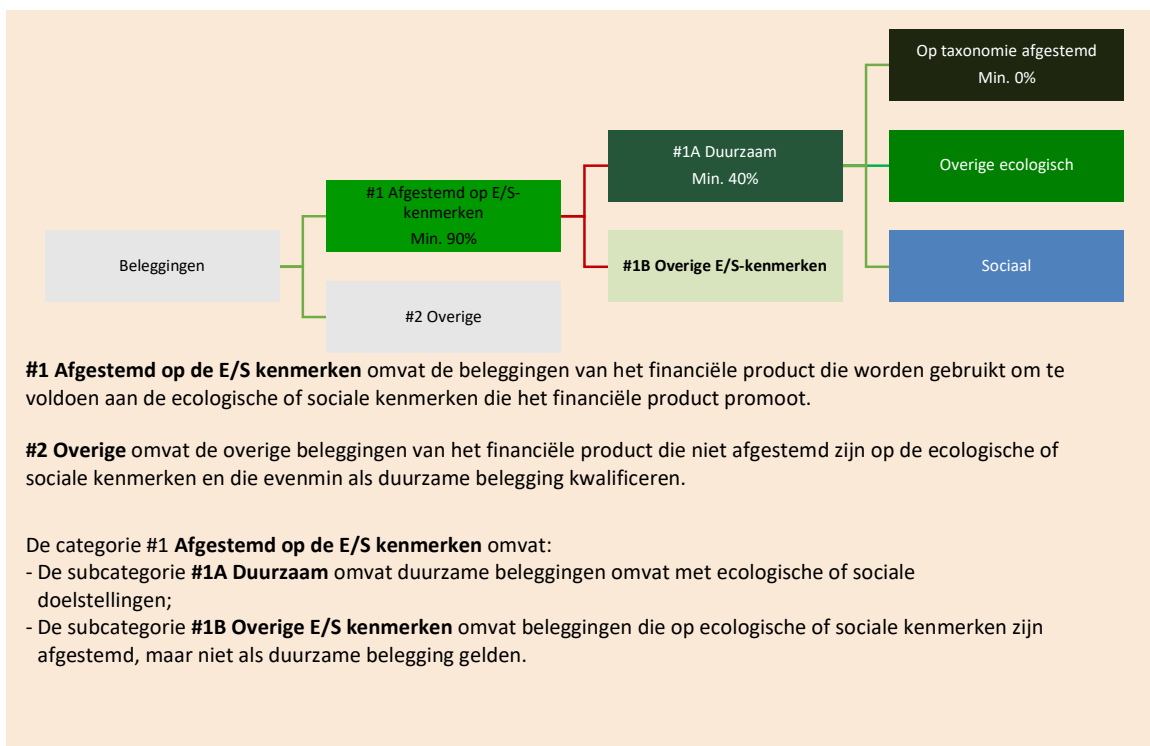 Op taxonomie afgestemd
Min. 0%
#1A Duurzaam
Min. 40%
Overige ecologisch
#1 Afgestemd op E/S-
kenmerken
Min. 90%
Beleggingen
#1B Overige E/S-kenmerken
Sociaal
#2 Overige
#1 Afgestemd op de E/S kenmerken omvat de beleggingen van het financiële product die worden gebruikt om te
voldoen aan de ecologische of sociale kenmerken die het financiële product promoot.
#2 Overige omvat de overige beleggingen van het financiële product die niet afgestemd zijn op de ecologische of
sociale kenmerken en die evenmin als duurzame belegging kwalificeren.
De categorie #1 Afgestemd op de E/S kenmerken omvat:
- De subcategorie #1A Duurzaam omvat duurzame beleggingen omvat met ecologische of sociale
doelstellingen;
- De subcategorie #1B Overige E/S kenmerken omvat beleggingen die op ecologische of sociale kenmerken zijn
afgestemd, maar niet als duurzame belegging gelden.